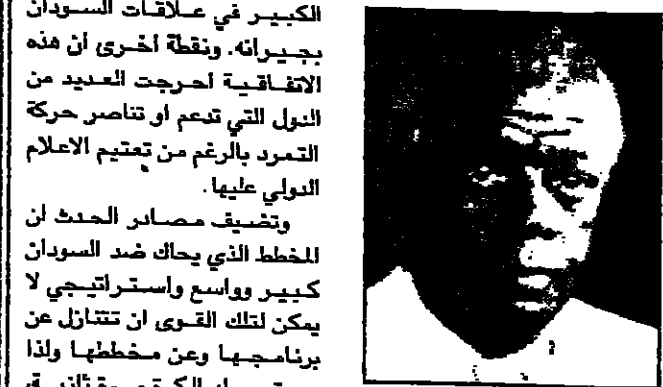 الكبير في علاقات السودان
بجيرانه. ونقطة أخرى ان هذه
الاتفاقية أحرجت العديد من
الدول التي تدعم او تناصر حركة
التمرد بالرغم من تعتيم الاعلام
الدولي عليها.
وتضيف مصادر الحدث ان
المخطط الذي يحاك ضد السودان
كبير وواسع واستراتيجي لا
يمكن لتلك القوى ان تتنازل عن
برنامجها وعن مخططها ولذا